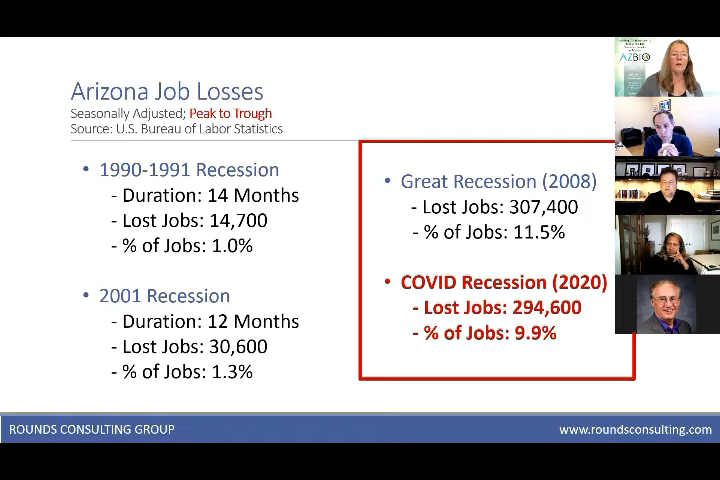 Arizona Job Losses
Seasonally Adjusted; Peak to Trough
Source: U.S. Bureau of Labor Statistics
• 1990-1991 Recession
- Duration: 14 Months
- Lost Jobs: 14,700
- % of Jobs: 1.0%
• 2001 Recession
- Duration: 12 Months
- Lost Jobs: 30,600
- % of Jobs: 1.3%
• Great Recession (2008)
- Lost Jobs: 307,400
- % of Jobs: 11.5%
• COVID Recession (2020)
- Lost Jobs: 294,600
- % of Jobs: 9.9%
AZBIO
ROUNDS CONSULTING GROUP
www.roundsconsulting.com